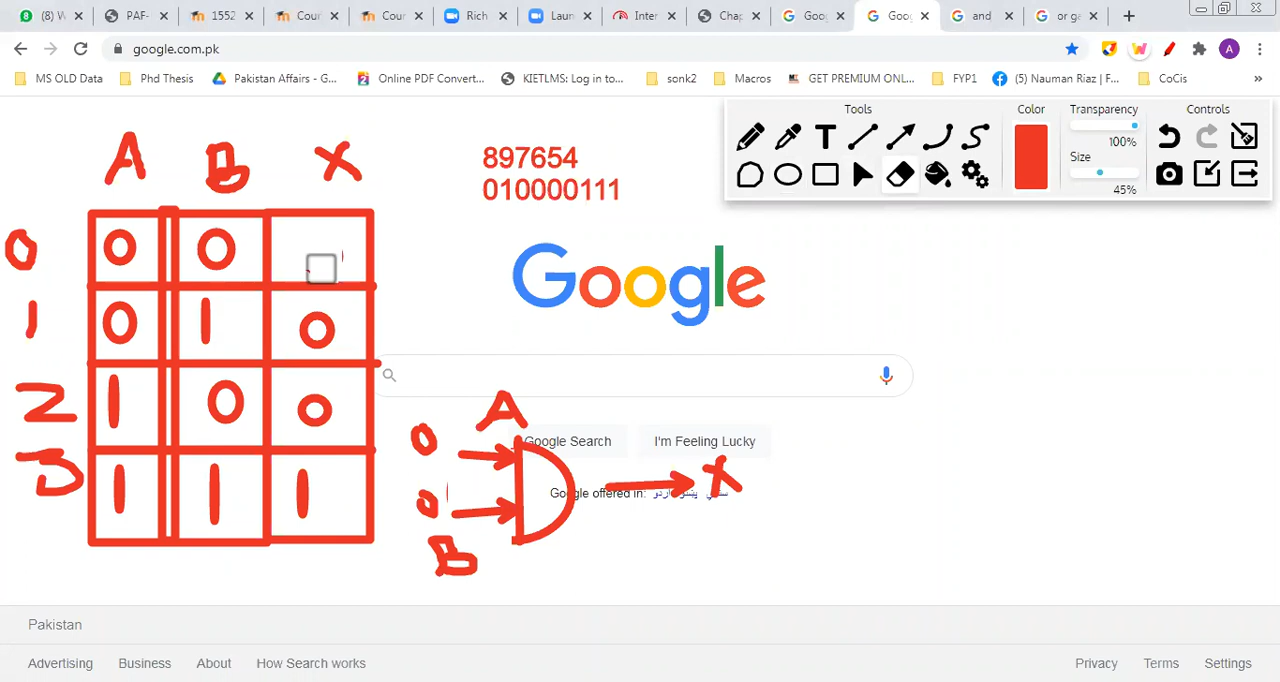 (8) W
PAF-
1552
Cour
Cour
Rich
Laun
Inter
Chap
Goog
Goog
and
or ga
google.com.pk
A
MS OLD Data
Phd Thesis
Pakistan Affairs - G...
Online PDF Convert...
KIETLMS: Log in to...
sonk2
Macros
GET PREMIUM ONL...
FYP1
(5) Nauman Riaz | F...
CoCis
»
Tools
Color
Transparency
Controls
100%
Size
45%
T
897654
010000111
A B X
0 0 0
1 0 1 0
2 1 0 0
3 1 1 1
Google
A
0
0
B
X
Google Search
I'm Feeling Lucky
Google offered in:
Pakistan
Advertising
Business
About
How Search works
Privacy
Terms
Settings